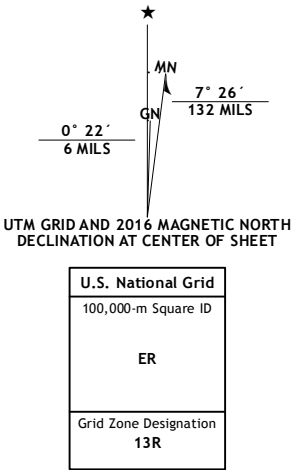 ★
MN
7° 26´
132 MILS
GN
0° 22´
6 MILS
UTM GRID AND 2016 MAGNETIC NORTH
DECLINATION AT CENTER OF SHEET
U.S. National Grid
100,000-m Square ID
ER
Grid Zone Designation
13R